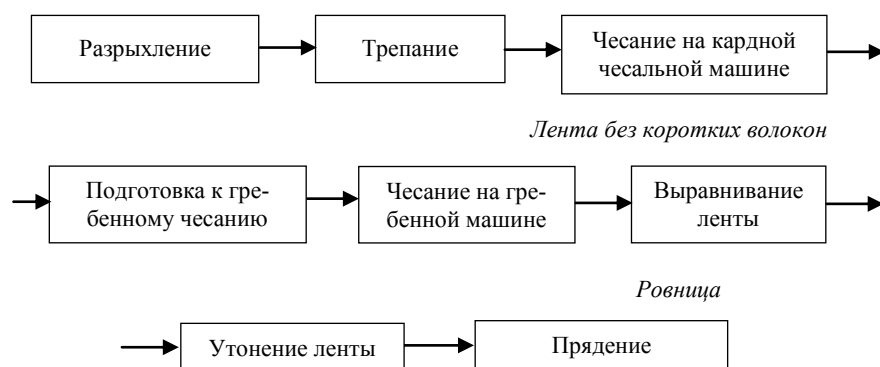 Разрыхление
Трепание
Чесание на кардной
чесальной машине
Лента без коротких волокон
Подготовка к гре-
бенному чесанию
Чесание на гре-
бенной машине
Выравнивание
ленты
Ровница
Утонение ленты
Прядение